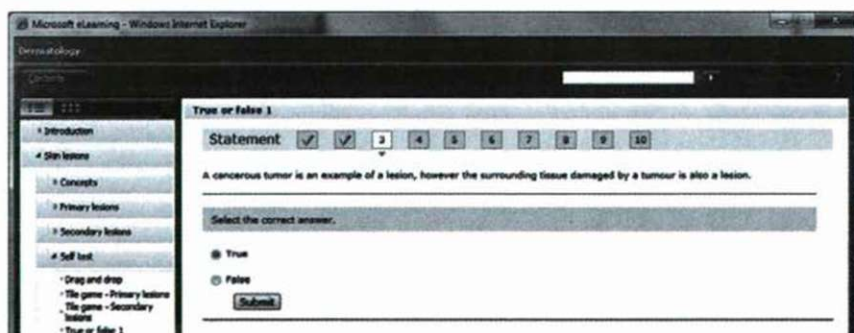 Microsoft eLearning - Windows Internet Explorer
Dermatology
Contents
True or false 1
Introduction
Statement 3 4 5 6 7 8 9 10
Skin lesions
A cancerous tumor is an example of a lesion, however the surrounding tissue damaged by a tumour is also a lesion.
Concepts
Primary lesions
Select the correct answer.
Secondary lesions
Self test
True
Drag and drop
False
Tile game - Primary lesions
Tile game - Secondary
lesions
Submit
True or false 1